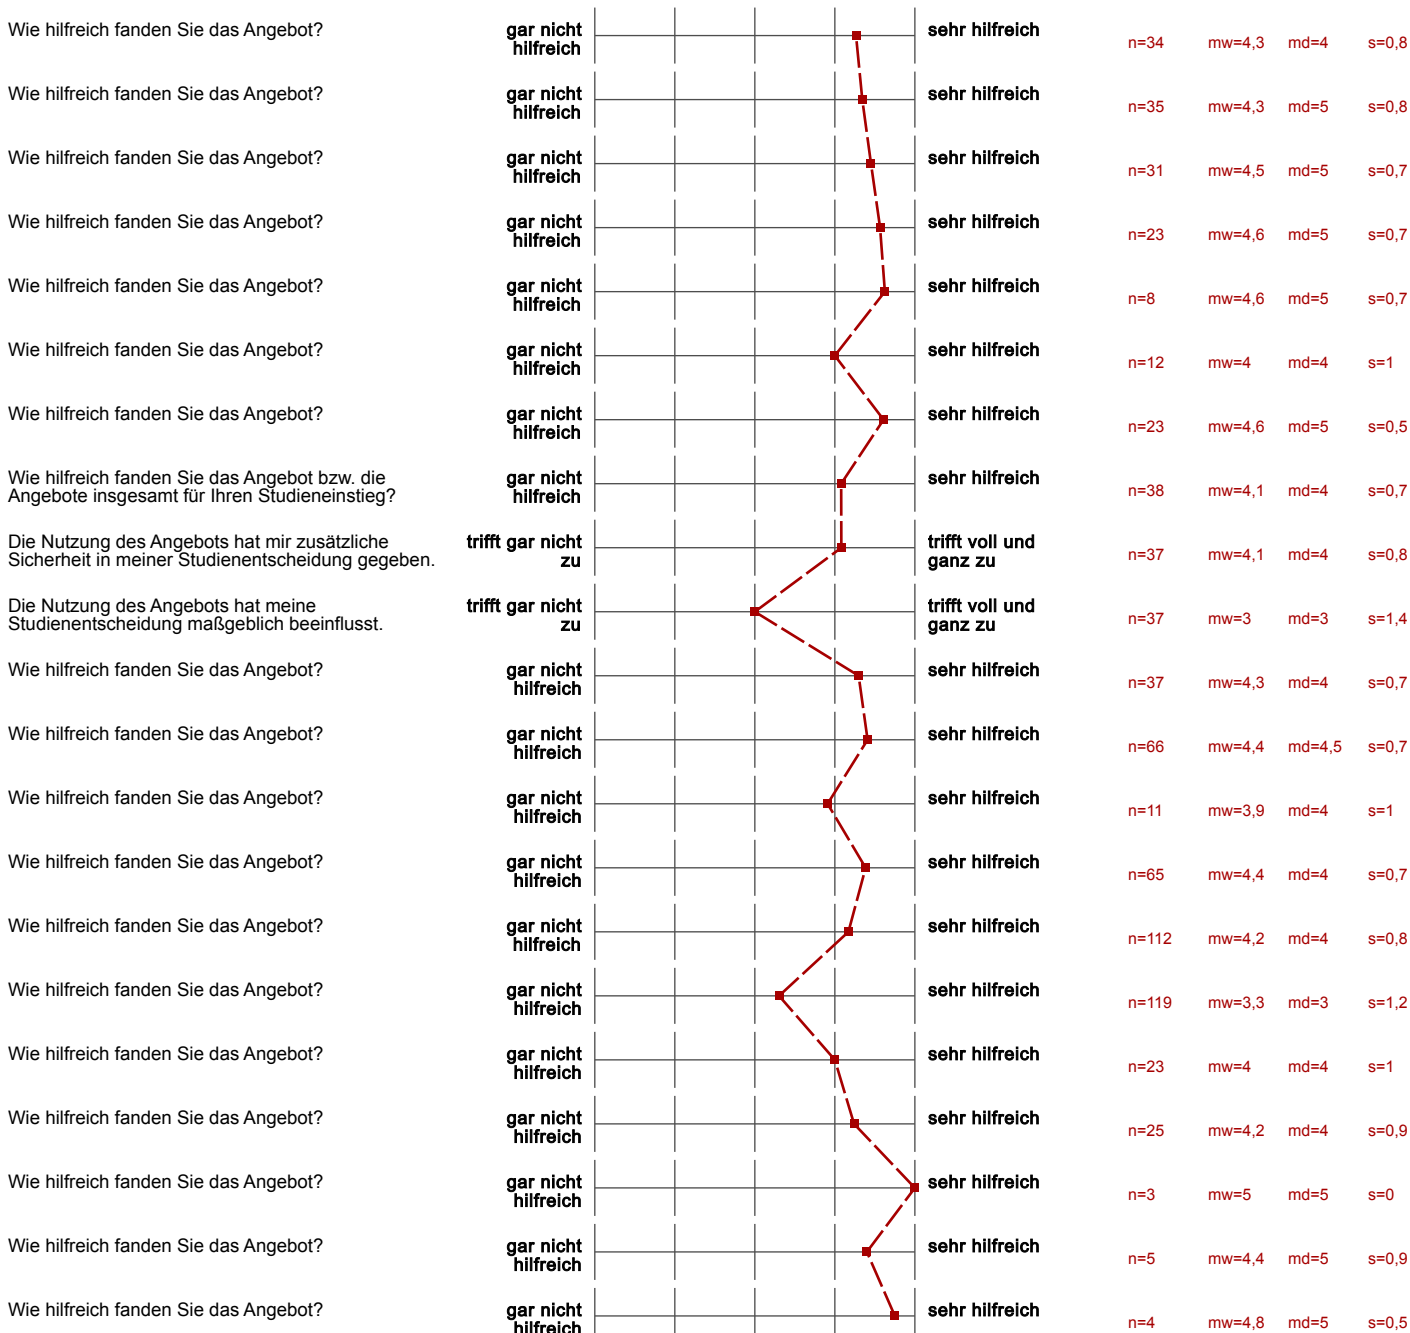 Wie hilfreich fanden Sie das Angebot? gar nicht hilfreich sehr hilfreich n=34 mw=4,3 md=4 s=0,8
Wie hilfreich fanden Sie das Angebot? gar nicht hilfreich sehr hilfreich n=35 mw=4,3 md=5 s=0,8
Wie hilfreich fanden Sie das Angebot? gar nicht hilfreich sehr hilfreich n=31 mw=4,5 md=5 s=0,7
Wie hilfreich fanden Sie das Angebot? gar nicht hilfreich sehr hilfreich n=23 mw=4,6 md=5 s=0,7
Wie hilfreich fanden Sie das Angebot? gar nicht hilfreich sehr hilfreich n=8 mw=4,6 md=5 s=0,7
Wie hilfreich fanden Sie das Angebot? gar nicht hilfreich sehr hilfreich n=12 mw=4 md=4 s=1
Wie hilfreich fanden Sie das Angebot? gar nicht hilfreich sehr hilfreich n=23 mw=4,6 md=5 s=0,5
Wie hilfreich fanden Sie das Angebot bzw. die
Angebote insgesamt für Ihren Studieneinstieg? gar nicht hilfreich sehr hilfreich n=38 mw=4,1 md=4 s=0,7
Die Nutzung des Angebots hat mir zusätzliche
Sicherheit in meiner Studienentscheidung gegeben. trifft gar nicht zu trifft voll und ganz zu n=37 mw=4,1 md=4 s=0,8
Die Nutzung des Angebots hat meine
Studienentscheidung maßgeblich beeinflusst. trifft gar nicht zu trifft voll und ganz zu n=37 mw=3 md=3 s=1,4
Wie hilfreich fanden Sie das Angebot? gar nicht hilfreich sehr hilfreich n=37 mw=4,3 md=4 s=0,7
Wie hilfreich fanden Sie das Angebot? gar nicht hilfreich sehr hilfreich n=66 mw=4,4 md=4,5 s=0,7
Wie hilfreich fanden Sie das Angebot? gar nicht hilfreich sehr hilfreich n=11 mw=3,9 md=4 s=1
Wie hilfreich fanden Sie das Angebot? gar nicht hilfreich sehr hilfreich n=65 mw=4,4 md=4 s=0,7
Wie hilfreich fanden Sie das Angebot? gar nicht hilfreich sehr hilfreich n=112 mw=4,2 md=4 s=0,8
Wie hilfreich fanden Sie das Angebot? gar nicht hilfreich sehr hilfreich n=119 mw=3,3 md=3 s=1,2
Wie hilfreich fanden Sie das Angebot? gar nicht hilfreich sehr hilfreich n=23 mw=4 md=4 s=1
Wie hilfreich fanden Sie das Angebot? gar nicht hilfreich sehr hilfreich n=25 mw=4,2 md=4 s=0,9
Wie hilfreich fanden Sie das Angebot? gar nicht hilfreich sehr hilfreich n=3 mw=5 md=5 s=0
Wie hilfreich fanden Sie das Angebot? gar nicht hilfreich sehr hilfreich n=5 mw=4,4 md=5 s=0,9
Wie hilfreich fanden Sie das Angebot? gar nicht hilfreich sehr hilfreich n=4 mw=4,8 md=5 s=0,5